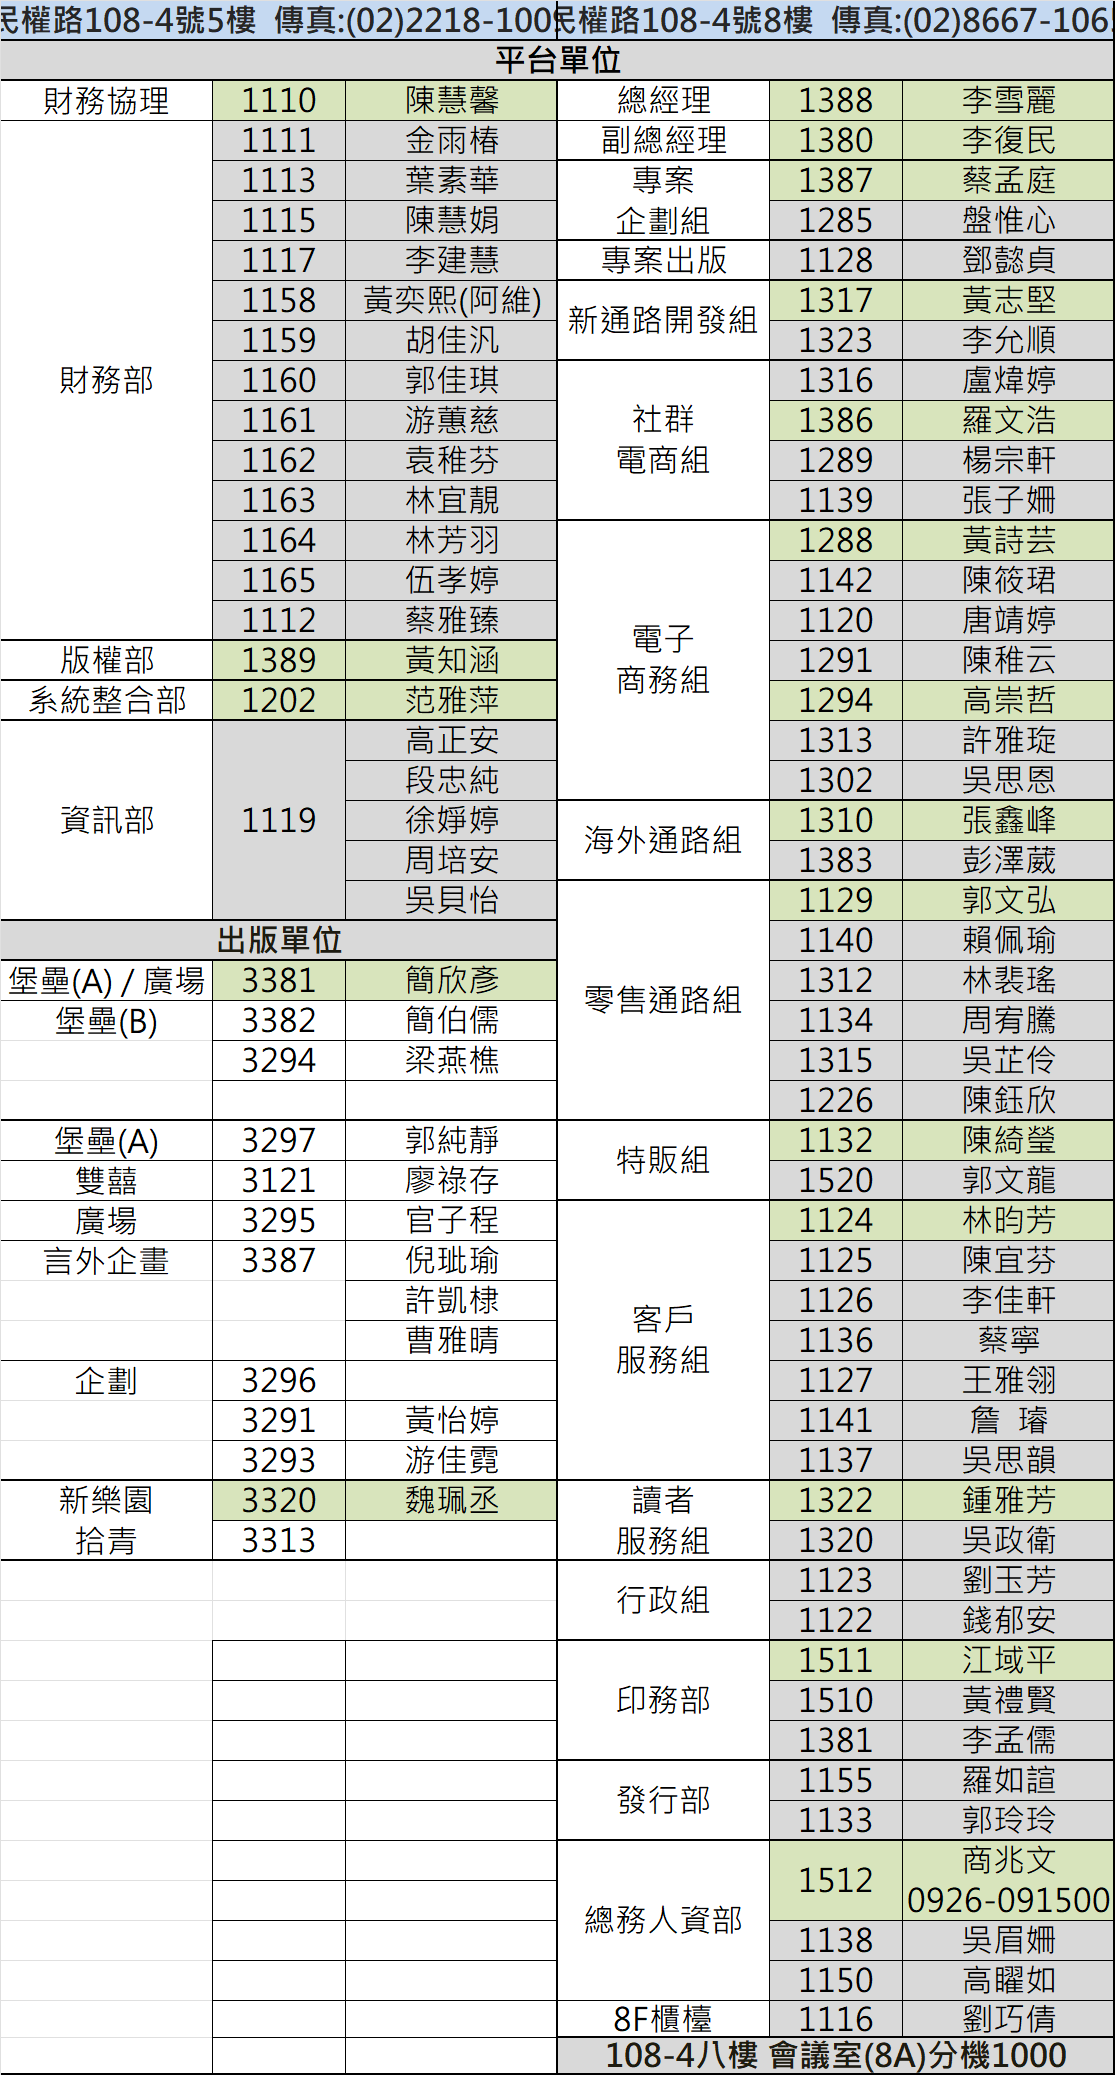 民權路108-4號5樓 傳真:(02)2218-100
民權路108-4號8樓 傳真:(02)8667-106
平台單位
財務協理 1110 陳慧馨
財務部
1111 金雨椿
1113 葉素華
1115 陳慧娟
1117 李建慧
1158 黃奕熙(阿維)
1159 胡佳汎
1160 郭佳琪
1161 游蕙慈
1162 袁稚芬
1163 林宜靚
1164 林芳羽
1165 伍孝婷
1112 蔡雅臻
版權部 1389 黃知涵
系統整合部 1202 范雅萍
資訊部 1119
高正安
段忠純
徐婙婷
周培安
吳貝怡
出版單位
堡壘(A) / 廣場 3381 簡欣彥
堡壘(B) 3382 簡伯儒
3294 梁燕樵
堡壘(A) 3297 郭純靜
雙囍 3121 廖祿存
廣場 3295 官子程
言外企畫 3387 倪玼瑜
許凱棣
曹雅晴
企劃 3296
3291 黃怡婷
3293 游佳霓
新樂園 3320 魏珮丞
拾青 3313
總經理 1388 李雪麗
副總經理 1380 李復民
專案
企劃組
1387 蔡孟庭
1285 盤惟心
專案出版 1128 鄧懿貞
新通路開發組
1317 黃志堅
1323 李允順
社群
電商組
1316 盧煒婷
1386 羅文浩
1289 楊宗軒
1139 張子姍
電子
商務組
1288 黃詩芸
1142 陳筱珺
1120 唐靖婷
1291 陳稚云
1294 高崇哲
1313 許雅琁
1302 吳思恩
海外通路組
1310 張鑫峰
1383 彭澤葳
零售通路組
1129 郭文弘
1140 賴佩瑜
1312 林裴瑤
1134 周宥騰
1315 吳芷伶
1226 陳鈺欣
特販組
1132 陳綺瑩
1520 郭文龍
客戶
服務組
1124 林昀芳
1125 陳宜芬
1126 李佳軒
1136 蔡寧
1127 王雅翎
1141 詹 璿
1137 吳思韻
讀者
服務組
1322 鍾雅芳
1320 吳政衛
行政組
1123 劉玉芳
1122 錢郁安
印務部
1511 江域平
1510 黃禮賢
1381 李孟儒
發行部
1155 羅如諠
1133 郭玲玲
總務人資部
1512 商兆文
0926-091500
1138 吳眉姍
1150 高曜如
8F櫃檯 1116 劉巧倩
108-4八樓 會議室(8A)分機1000